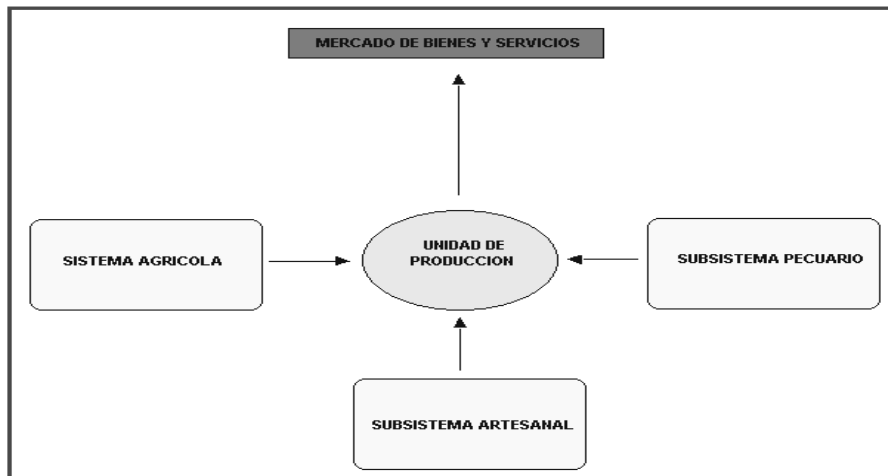 MERCADO DE BIENES Y SERVICIOS
UNIDAD DE
PRODUCCION
SISTEMA AGRICOLA
SUBSISTEMA PECUARIO
SUBSISTEMA ARTESANAL